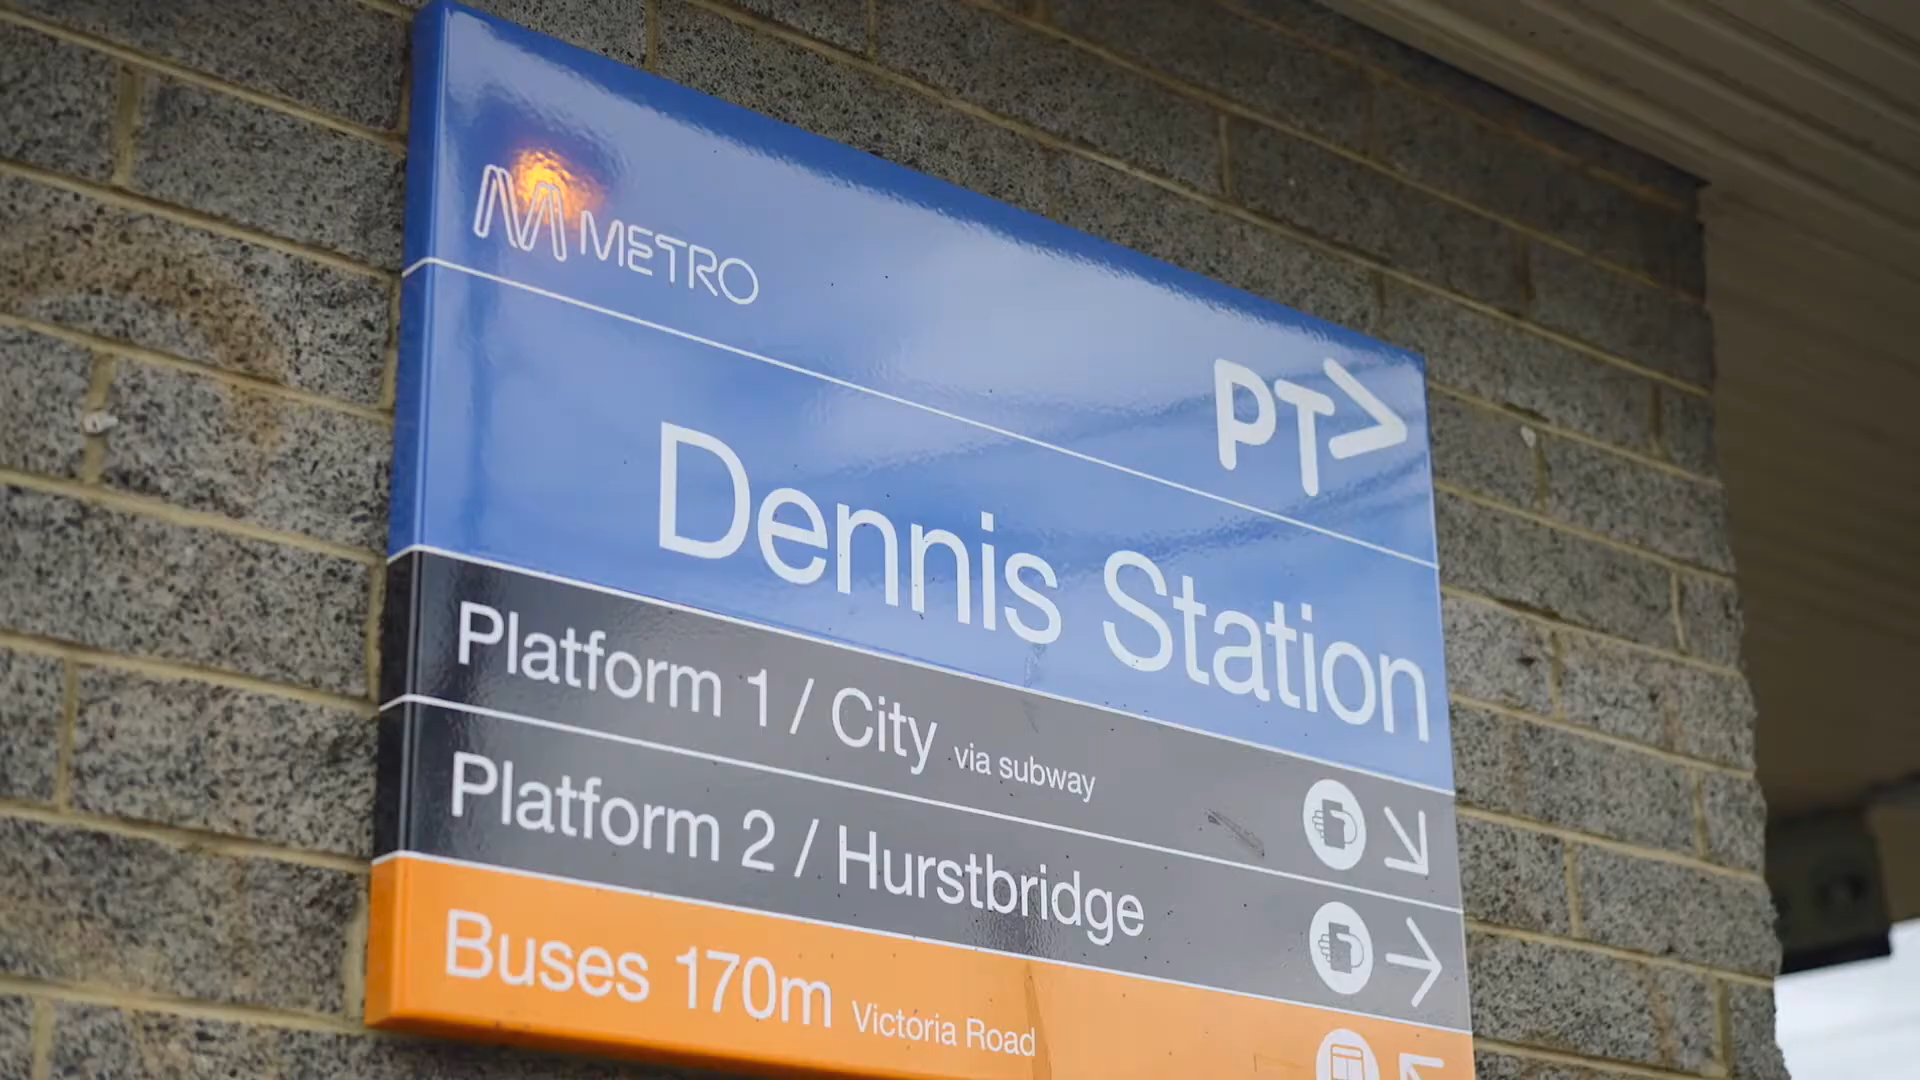 METRO
PT>
Dennis Station
Platform 1 / City via subway
Platform 2 / Hurstbridge
Buses 170m Victoria Road